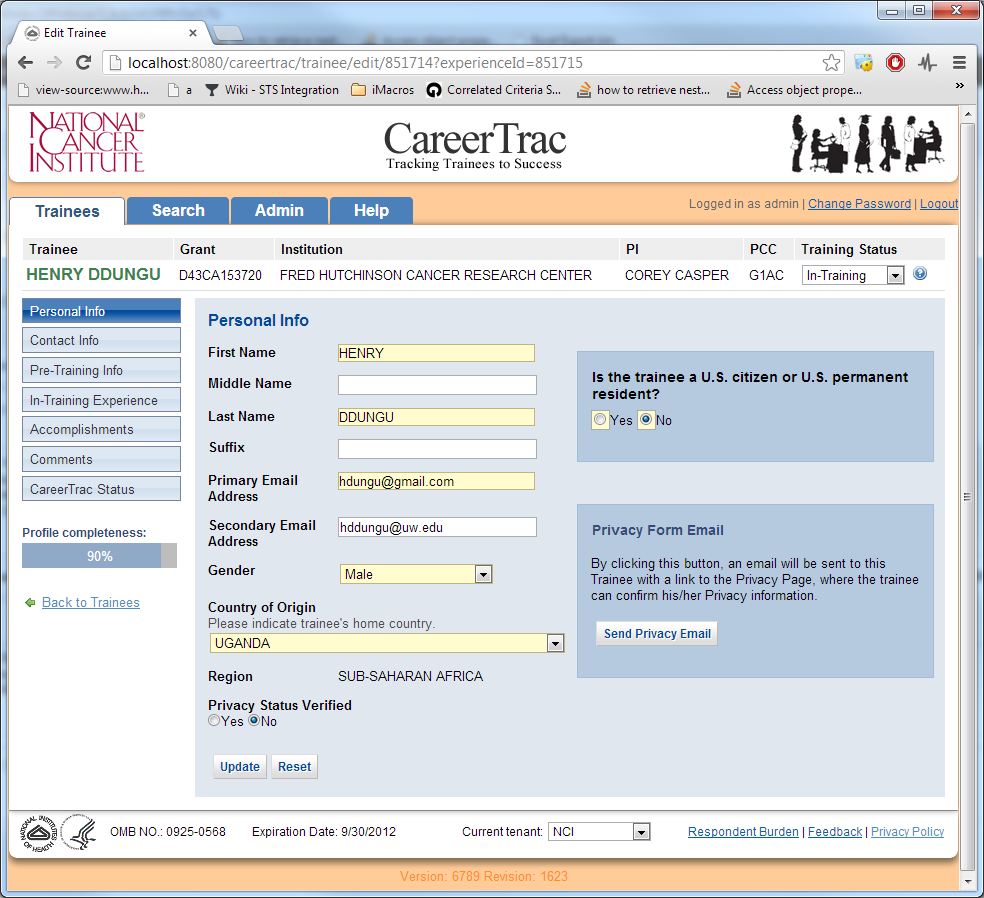 Edit Trainee
localhost:8080/careertrac/trainee/edit/851714?experienceId=851715
view-source:www.h... a Wiki - STS Integration iMacros Correlated Criteria S... how to retrieve nest... Access object prope... »
NATIONAL®
CANCER
INSTITUTE
CareerTrac
Tracking Trainees to Success
Trainees Search Admin Help
Logged in as admin | Change Password | Logout
Trainee Grant Institution PI PCC Training Status
HENRY DDUNGU D43CA153720 FRED HUTCHINSON CANCER RESEARCH CENTER COREY CASPER G1AC In-Training ?
Personal Info
Contact Info
Pre-Training Info
In-Training Experience
Accomplishments
Comments
CareerTrac Status
Profile completeness:
90%
Back to Trainees
Personal Info
First Name HENRY
Middle Name
Last Name DDUNGU
Suffix
Primary Email
Address
hdungu@gmail.com
Secondary Email
Address
hddungu@uw.edu
Gender Male
Country of Origin
Please indicate trainee's home country.
UGANDA
Region SUB-SAHARAN AFRICA
Privacy Status Verified
Yes No
Update Reset
Is the trainee a U.S. citizen or U.S. permanent
resident?
Yes No
Privacy Form Email
By clicking this button, an email will be sent to this
Trainee with a link to the Privacy Page, where the trainee
can confirm his/her Privacy information.
Send Privacy Email
NATIONAL INSTITUTES
OF HEALTH
OMB NO.: 0925-0568 Expiration Date: 9/30/2012 Current tenant: NCI Respondent Burden | Feedback | Privacy Policy
Version: 6789 Revision: 1623